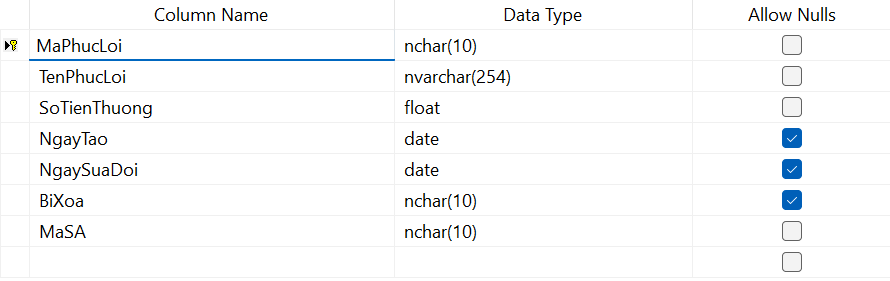 Column Name Data Type Allow Nulls
MaPhucLoi nchar(10)
TenPhucLoi nvarchar(254)
SoTienThuong float
NgayTao date
NgaySuaDoi date
BiXoa nchar(10)
MaSA nchar(10)